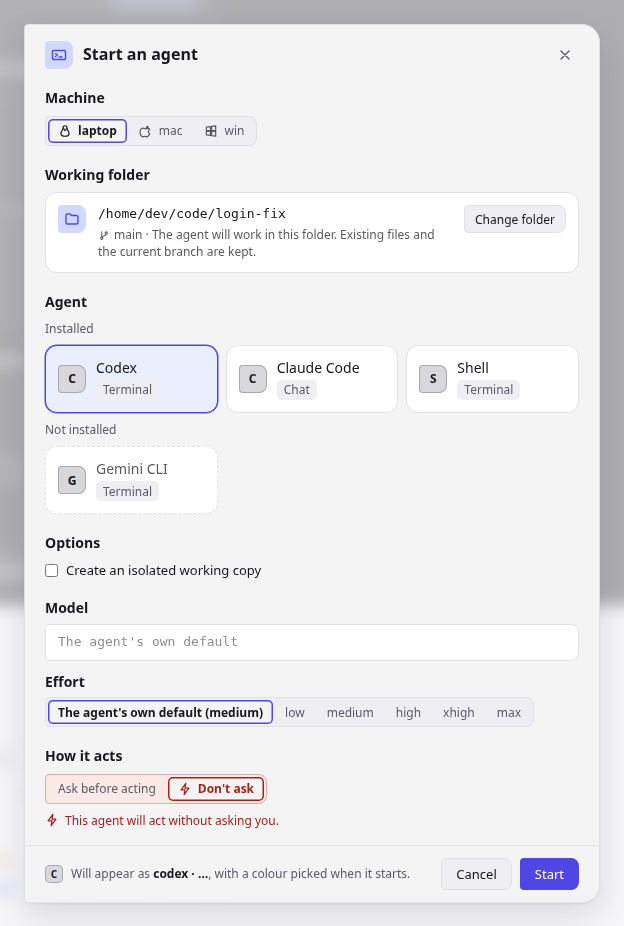 Start an agent
Machine
laptop mac win
Working folder
/home/dev/code/login-fix
Change folder
main · The agent will work in this folder. Existing files and
the current branch are kept.
Agent
Installed
C Codex Terminal
C Claude Code Chat
S Shell Terminal
Not installed
G Gemini CLI Terminal
Options
Create an isolated working copy
Model
The agent's own default
Effort
The agent's own default (medium) low medium high xhigh max
How it acts
Ask before acting Don't ask
This agent will act without asking you.
C Will appear as codex · ..., with a colour picked when it starts.
Cancel Start